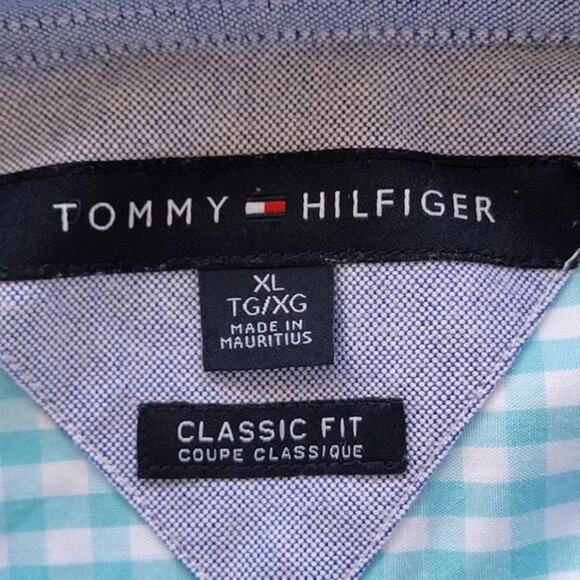 TOMMY HILFIGER
XL
TG/XG
MADE IN
MAURITIUS
CLASSIC FIT
COUPE CLASSIQUE